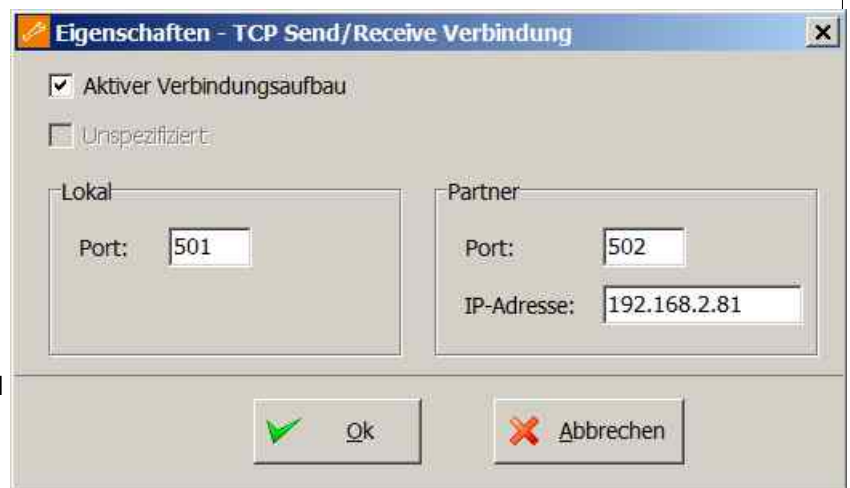 Eigenschaften - TCP Send/Receive Verbindung
Aktiver Verbindungsaufbau
Unspezifiziert
Lokal
Port: 501
Partner
Port: 502
IP-Adresse: 192.168.2.81
Ok
Abbrechen